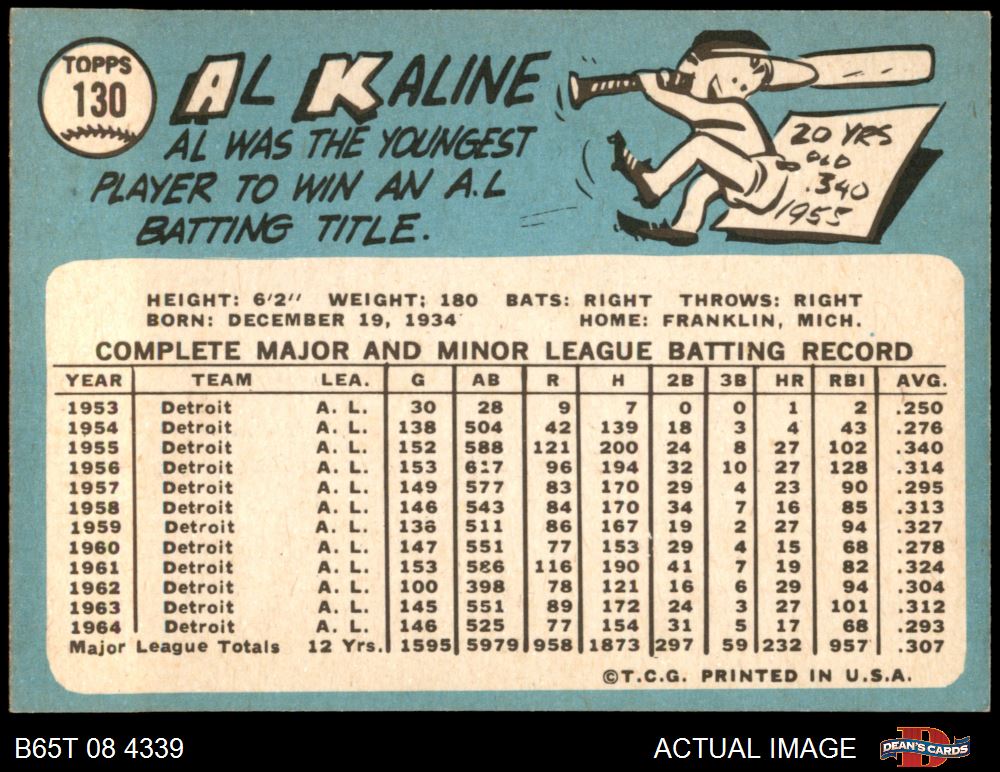 TOPPS
130
AL KALINE
AL WAS THE YOUNGEST
PLAYER TO WIN AN A.L
BATTING TITLE.
20 YRS
OLD
.340
1955
HEIGHT: 6'2" WEIGHT; 180 BATS: RIGHT THROWS: RIGHT
BORN: DECEMBER 19, 1934 HOME: FRANKLIN, MICH.
COMPLETE MAJOR AND MINOR LEAGUE BATTING RECORD
YEAR TEAM LEA. G AB R H 2B 3B HR RBI AVG.
1953 Detroit A. L. 30 28 9 7 0 0 1 2 .250
1954 Detroit A. L. 138 504 42 139 18 3 4 43 .276
1955 Detroit A. L. 152 588 121 200 24 8 27 102 .340
1956 Detroit A. L. 153 617 96 194 32 10 27 128 .314
1957 Detroit A. L. 149 577 83 170 29 4 23 90 .295
1958 Detroit A. L. 146 543 84 170 34 7 16 85 .313
1959 Detroit A. L. 136 511 86 167 19 2 27 94 .327
1960 Detroit A. L. 147 551 77 153 29 4 15 68 .278
1961 Detroit A. L. 153 586 116 190 41 7 19 82 .324
1962 Detroit A. L. 100 398 78 121 16 6 29 94 .304
1963 Detroit A. L. 145 551 89 172 24 3 27 101 .312
1964 Detroit A. L. 146 525 77 154 31 5 17 68 .293
Major League Totals 12 Yrs. 1595 5979 958 1873 297 59 232 957 .307
©T.C.G. PRINTED IN U.S.A.
B65T 08 4339
ACTUAL IMAGE
D
DEAN'S CARDS